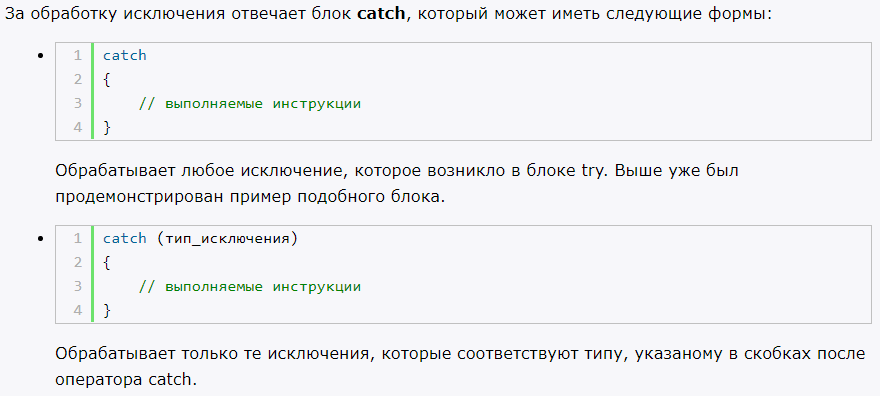 За обработку исключения отвечает блок catch, который может иметь следующие формы:
1 catch
2 {
3 // выполняемые инструкции
4 }
Обрабатывает любое исключение, которое возникло в блоке try. Выше уже был
продемонстрирован пример подобного блока.
1 catch (тип_исключения)
2 {
3 // выполняемые инструкции
4 }
Обрабатывает только те исключения, которые соответствуют типу, указаному в скобках после
оператора catch.